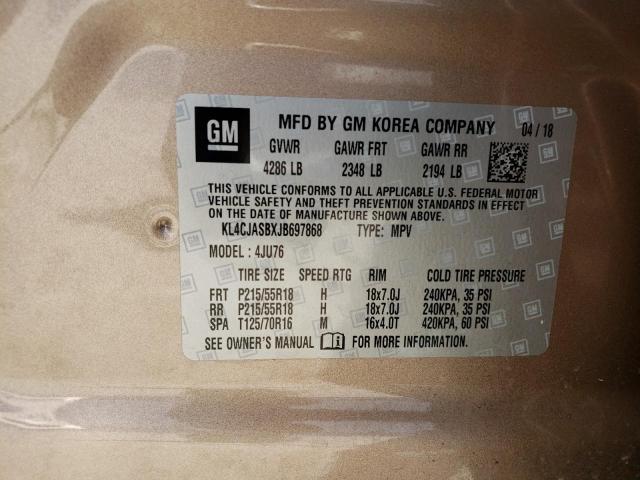 GM MFD BY GM KOREA COMPANY 04 / 18
GVWR GAWR FRT GAWR RR
4286 LB 2348 LB 2194 LB
THIS VEHICLE CONFORMS TO ALL APPLICABLE U.S. FEDERAL MOTOR
VEHICLE SAFETY AND THEFT PREVENTION STANDARDS IN EFFECT
ON THE DATE OF MANUFACTURE SHOWN ABOVE.
KL4CJASBXJB697868 TYPE: MPV
MODEL : 4JU76
TIRE SIZE SPEED RTG RIM COLD TIRE PRESSURE
FRT P215/55R18 H 18x7.0J 240KPA, 35 PSI
RR P215/55R18 H 18x7.0J 240KPA, 35 PSI
SPA T125/70R16 M 16x4.0T 420KPA, 60 PSI
SEE OWNER'S MANUAL FOR MORE INFORMATION.